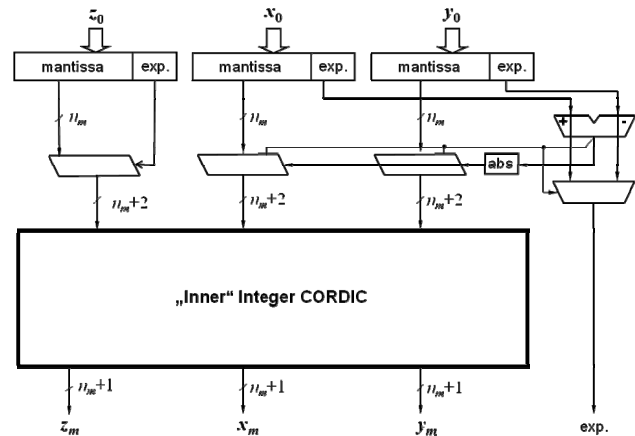 z₀ x₀ y₀
mantissa exp. mantissa exp. mantissa exp.
nₘ nₘ nₘ + -
abs
nₘ+2 nₘ+2 nₘ+2
„Inner“ Integer CORDIC
nₘ+1 nₘ+1 nₘ+1
zₘ xₘ yₘ exp.